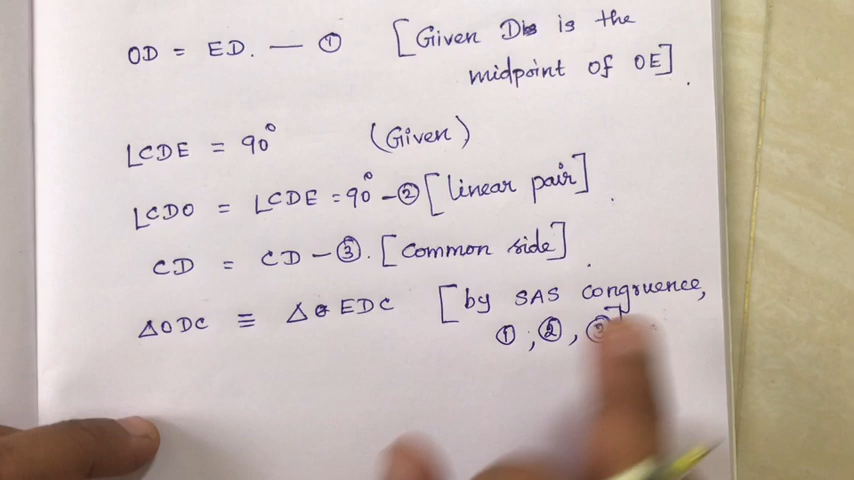 OD = ED. — ① [Given D is the
midpoint of OE].
∟CDE = 90° (Given)
∟CDO = ∟CDE = 90° – ② [linear pair].
CD = CD – ③. [Common side].
△ODC ≡ △ EDC [by SAS congruence,
①, ②, ③]